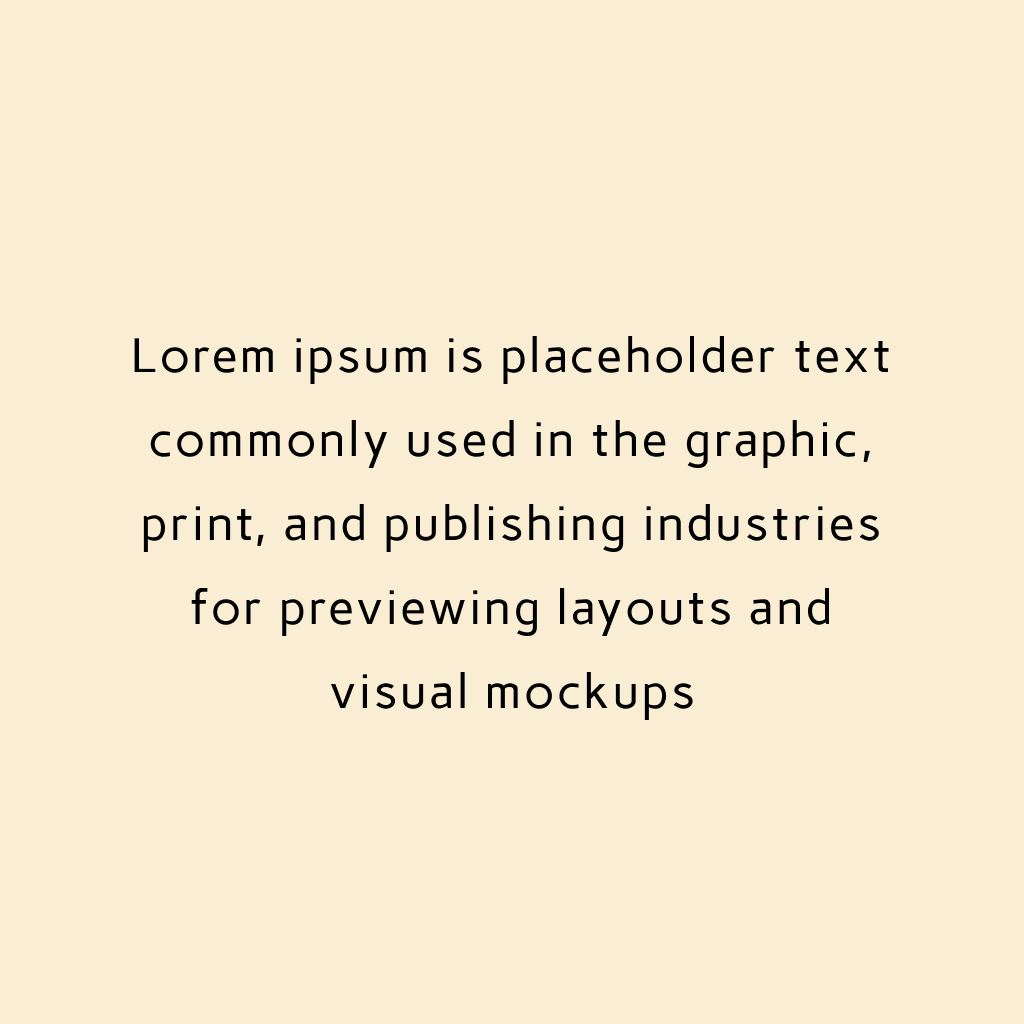 Lorem ipsum is placeholder text
commonly used in the graphic,
print, and publishing industries
for previewing layouts and
visual mockups